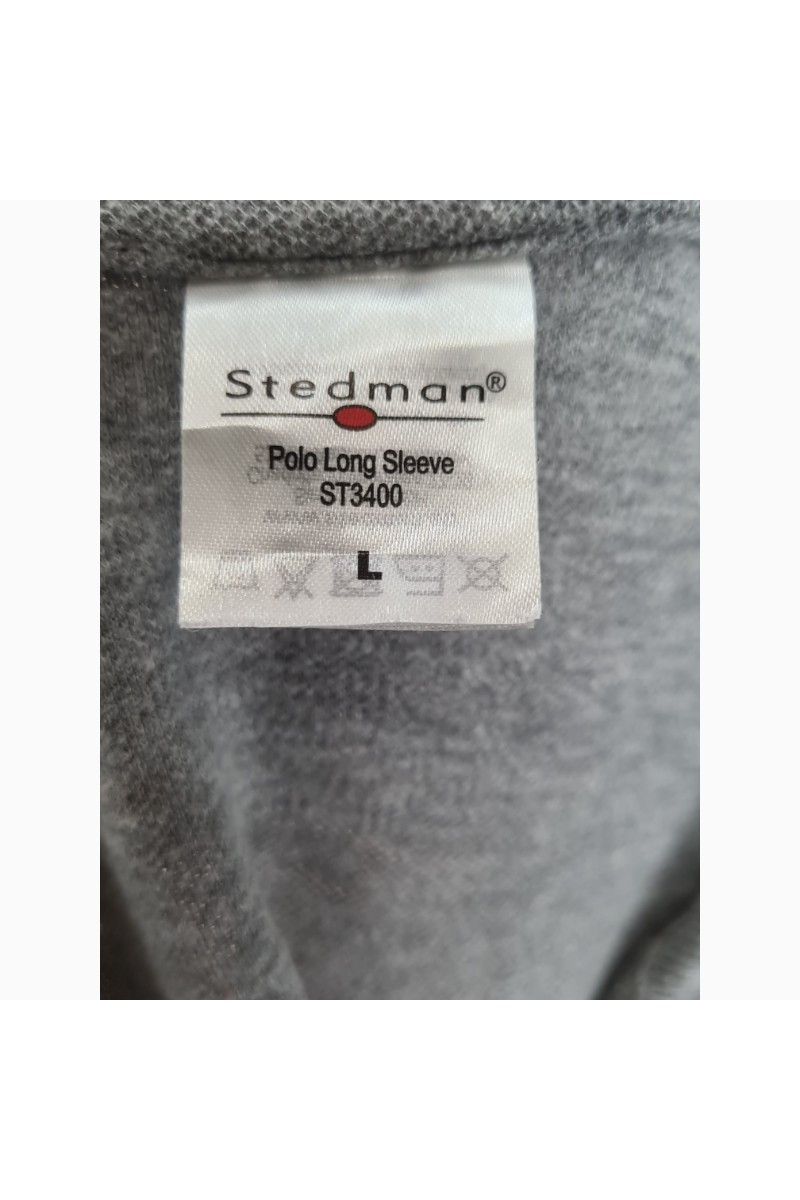 Stedman®
Polo Long Sleeve
ST3400
L